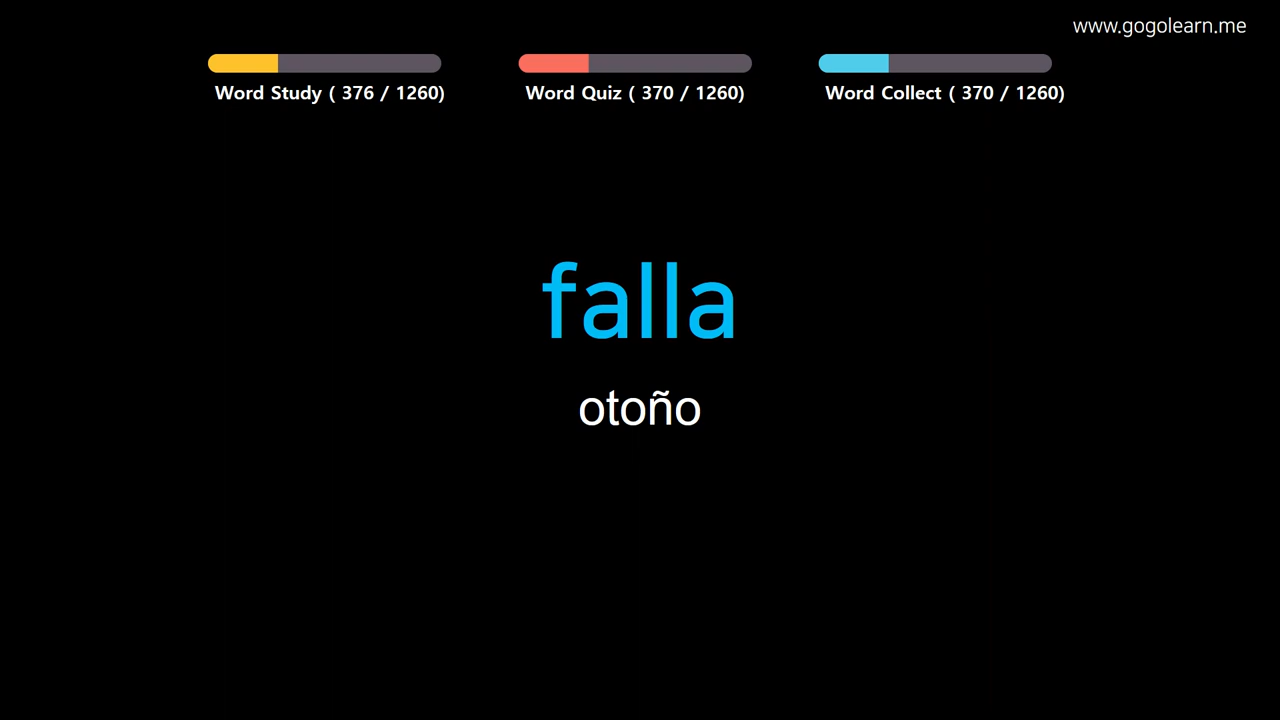 www.gogolearn.me
Word Study ( 376 / 1260)
Word Quiz ( 370 / 1260)
Word Collect ( 370 / 1260)
falla
otoño